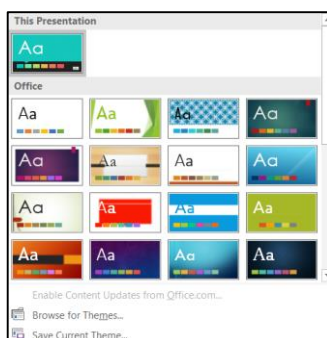 This Presentation
Aa
Office
Aa Aa Aa Aa
Aa Aa Aa Aa
Aa Aa Aa Aa
Aa Aa Aa Aa
Enable Content Updates from Office.com...
Browse for Themes...
Save Current Theme...